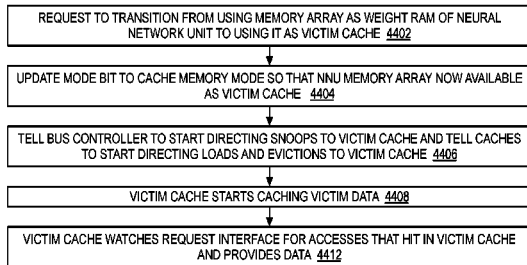 REQUEST TO TRANSITION FROM USING MEMORY ARRAY AS WEIGHT RAM OF NEURAL
NETWORK UNIT TO USING IT AS VICTIM CACHE 4402
UPDATE MODE BIT TO CACHE MEMORY MODE SO THAT NNU MEMORY ARRAY NOW AVAILABLE
AS VICTIM CACHE 4404
TELL BUS CONTROLLER TO START DIRECTING SNOOPS TO VICTIM CACHE AND TELL CACHES
TO START DIRECTING LOADS AND EVICTIONS TO VICTIM CACHE 4406
VICTIM CACHE STARTS CACHING VICTIM DATA 4408
VICTIM CACHE WATCHES REQUEST INTERFACE FOR ACCESSES THAT HIT IN VICTIM CACHE
AND PROVIDES DATA 4412